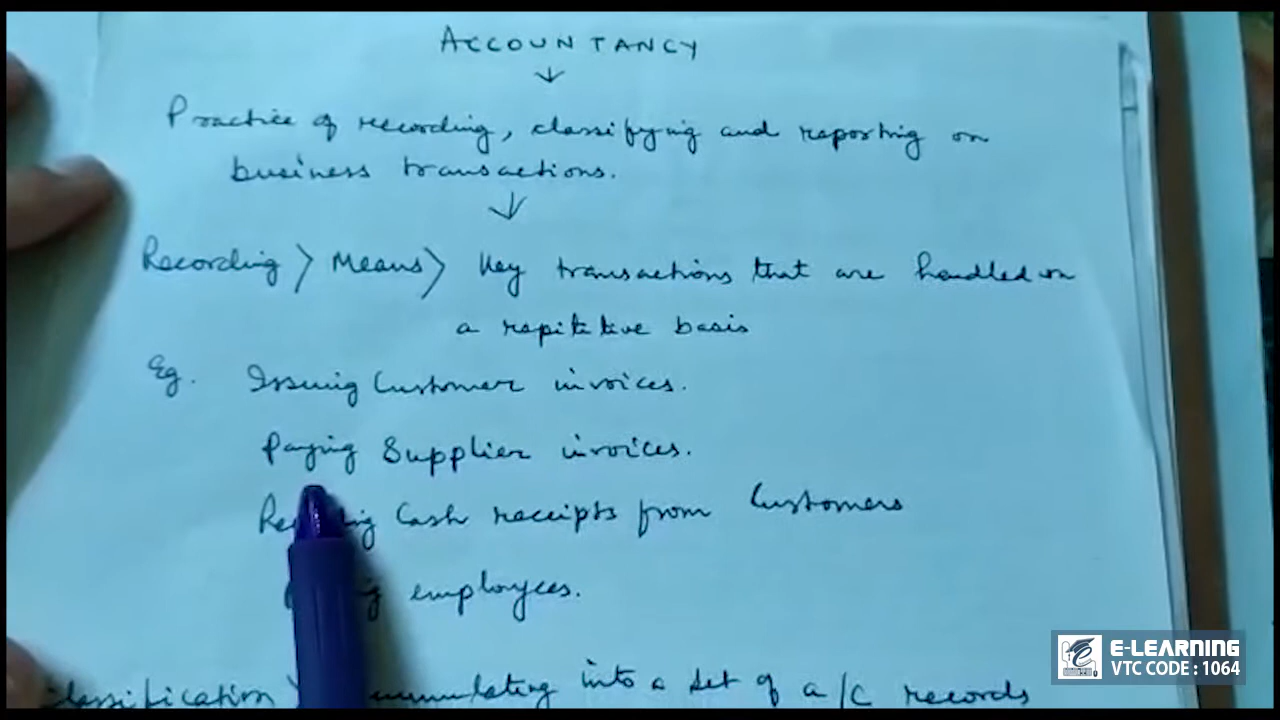 ACCOUNTANCY
Practice of recording, classifying and reporting on
business transactions.
Recording > Means > Key transactions that are handled on
a repititive basis
Eg. Issuing Customer invoices.
Paying Supplier invoices.
Cash receipts from Customers
employees.
into a set of a/c records
E-LEARNING
VTC CODE : 1064